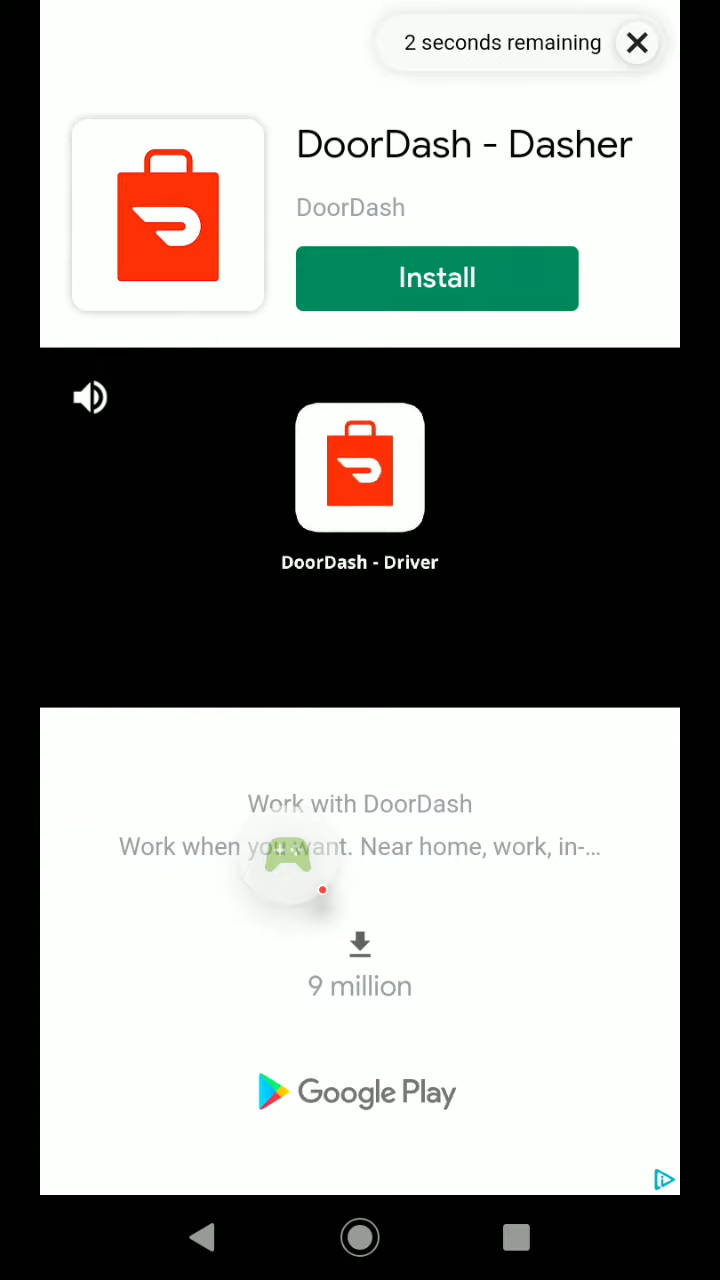 2 seconds remaining
DoorDash - Dasher
DoorDash
Install
DoorDash - Driver
Work with DoorDash
Work when you want. Near home, work, in-...
9 million
Google Play